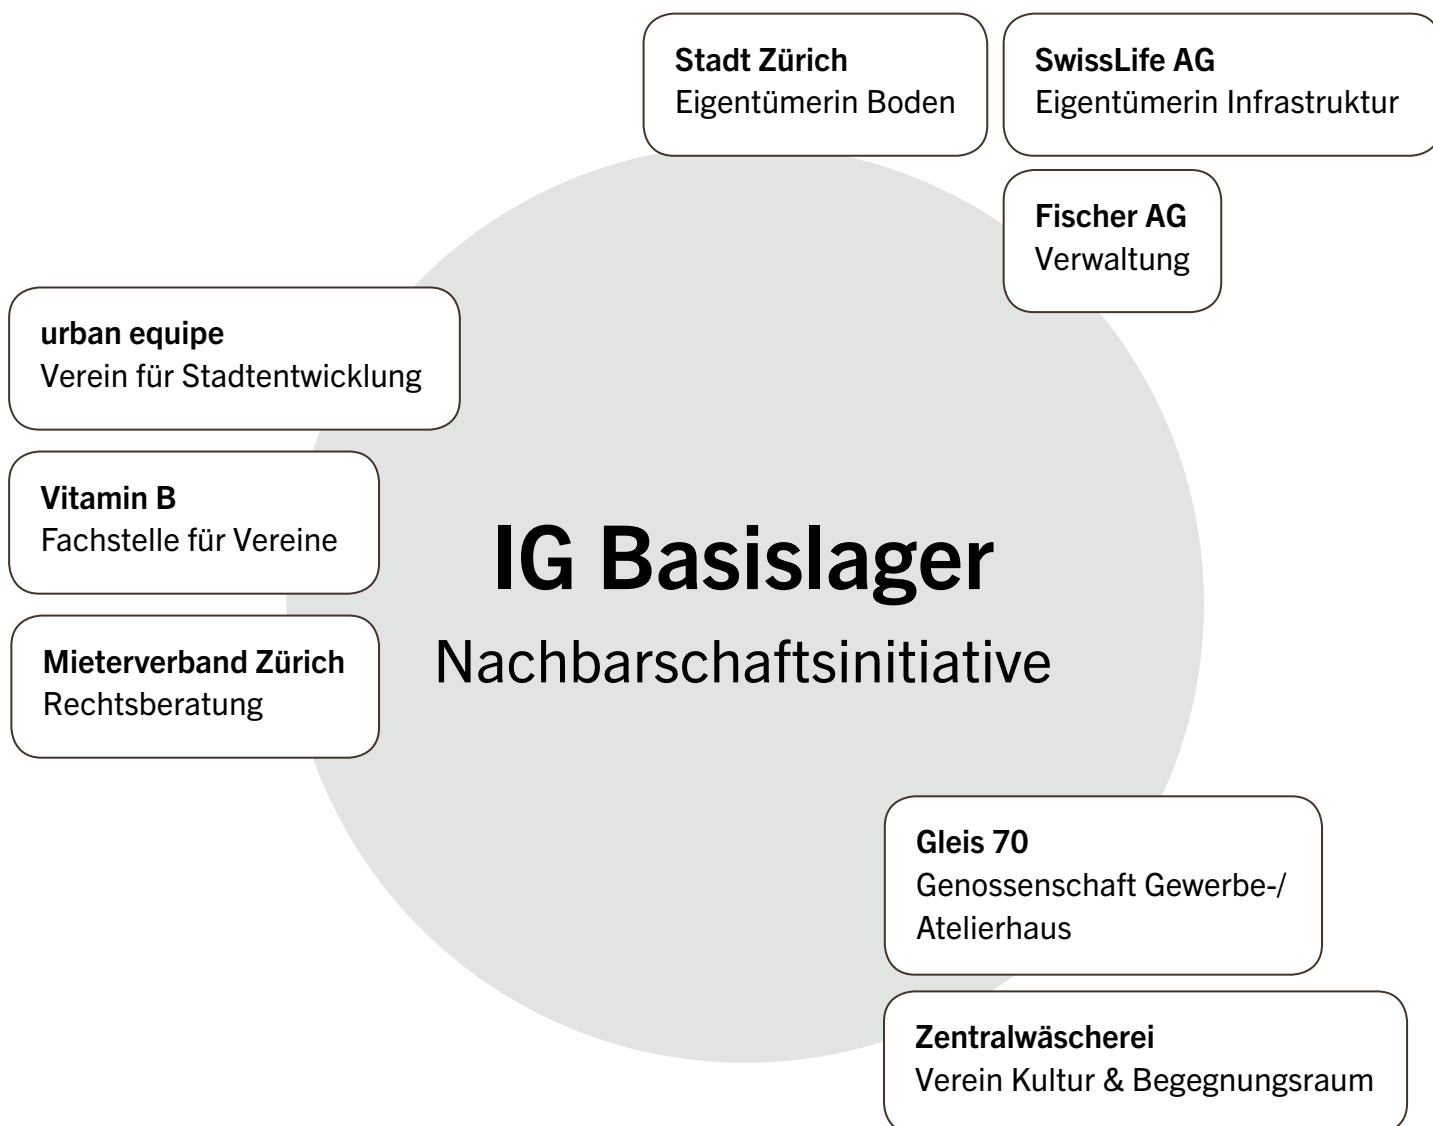 Stadt Zürich
Eigentümerin Boden
SwissLife AG
Eigentümerin Infrastruktur
Fischer AG
Verwaltung
urban equipe
Verein für Stadtentwicklung
Vitamin B
Fachstelle für Vereine
Mieterverband Zürich
Rechtsberatung
IG Basislager
Nachbarschaftsinitiative
Gleis 70
Genossenschaft Gewerbe-/
Atelierhaus
Zentralwäscherei
Verein Kultur & Begegnungsraum